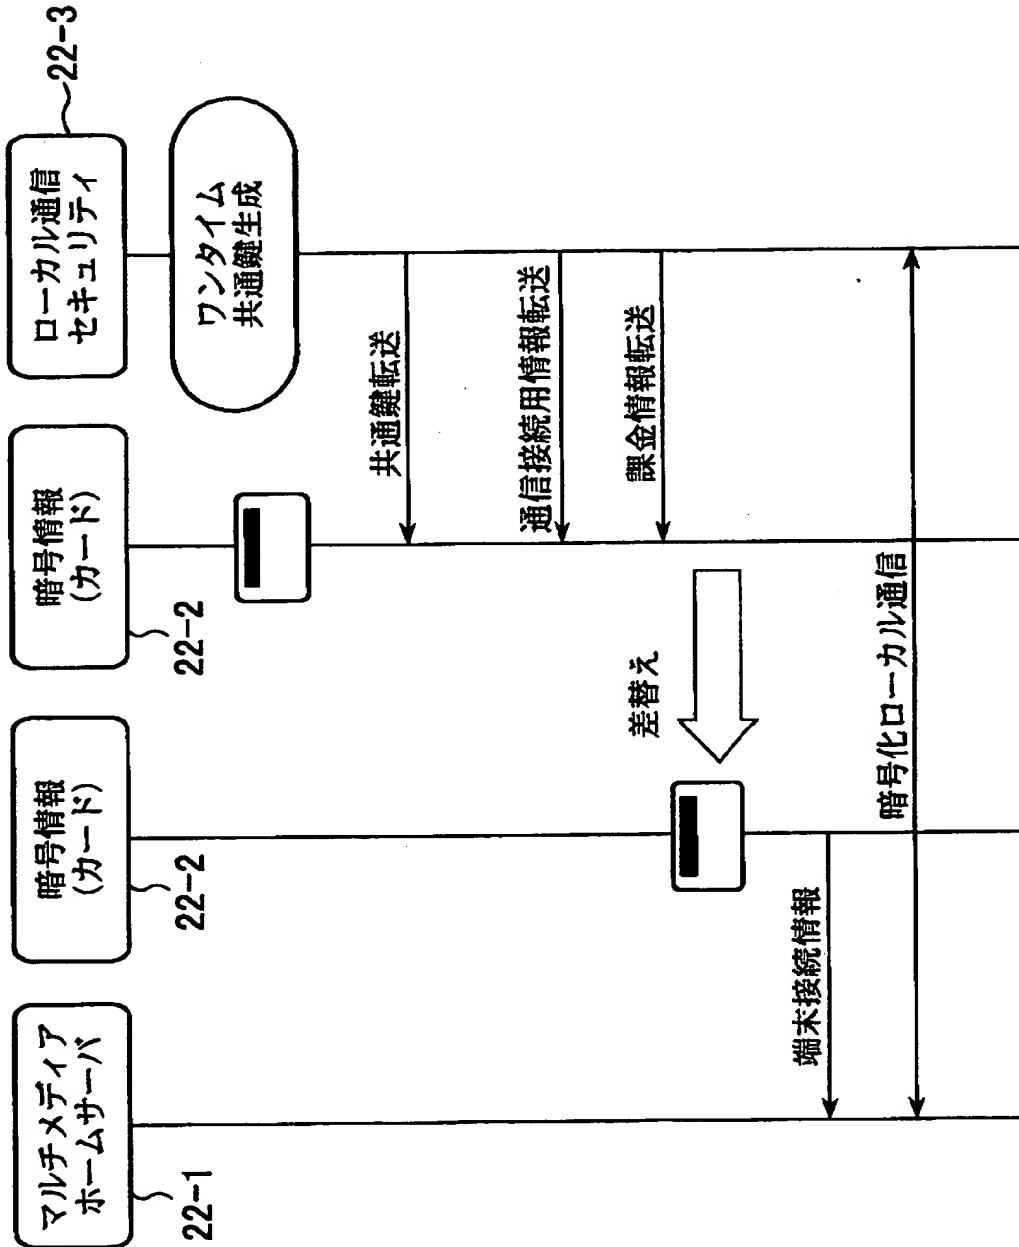 マルチメディア
ホームサーバ
22-1
暗号情報
(カード)
22-2
暗号情報
(カード)
22-2
ローカル通信
セキュリティ
22-3
ワンタイム
共通鍵生成
共通鍵転送
通信接続用情報転送
課金情報転送
差替え
端末接続情報
暗号化ローカル通信